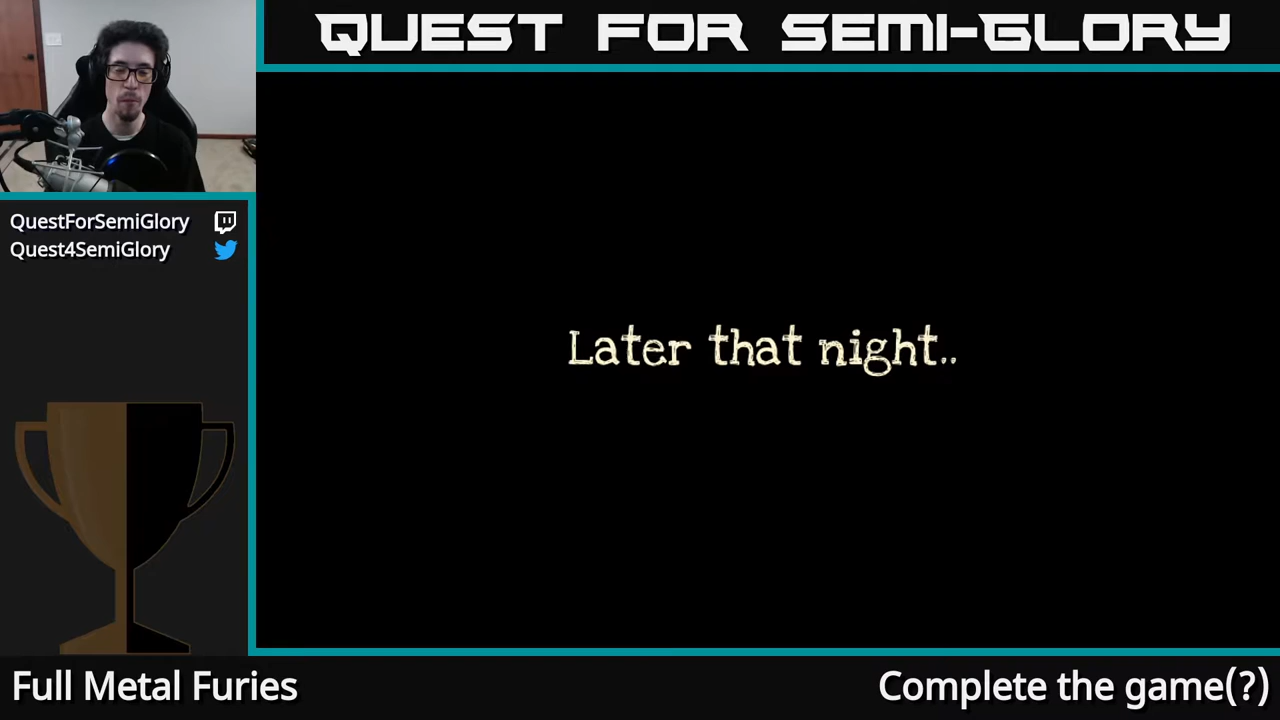 QUEST FOR SEMI-GLORY
QuestForSemiGlory
Quest4SemiGlory
Later that night..
Full Metal Furies
Complete the game(?)